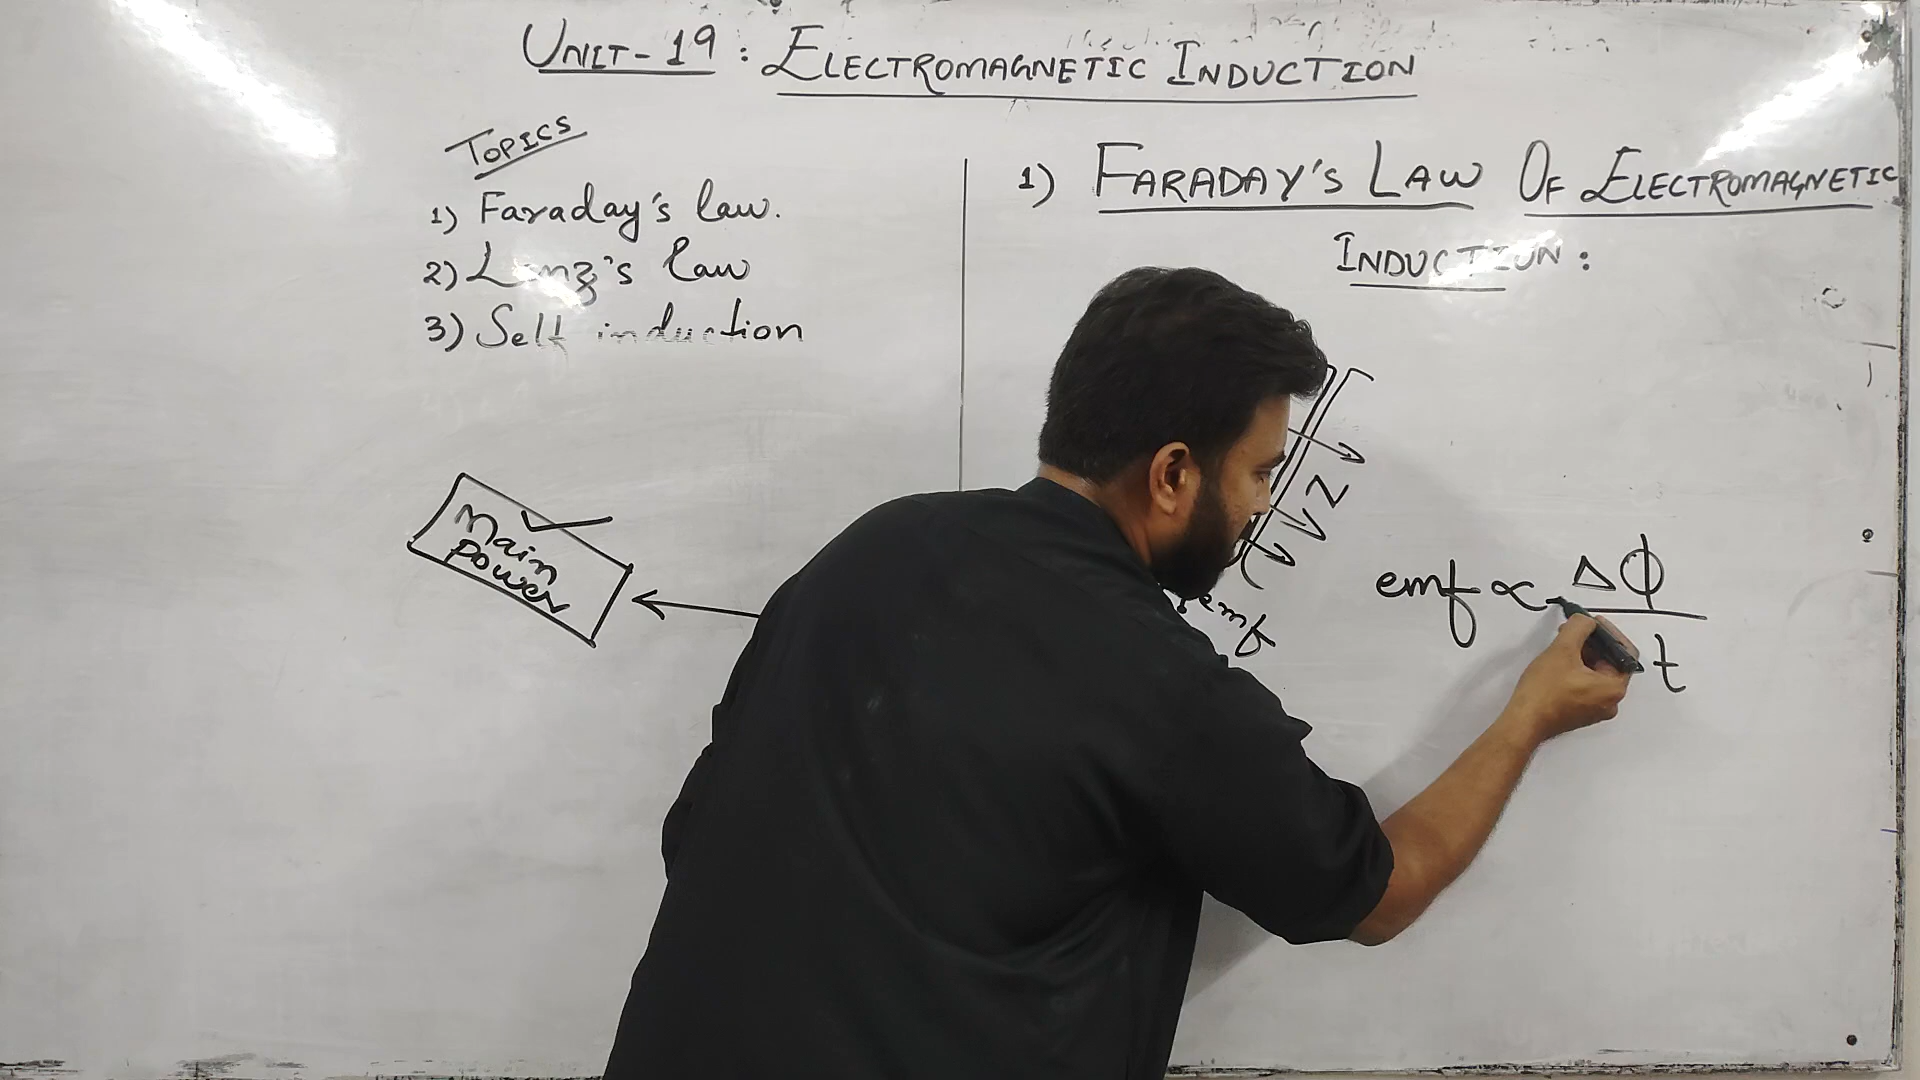 UNIT-19 : ELECTROMAGNETIC INDUCTION
TOPICS
1) Faraday's law.
2) Lenz's law
3) Self induction
1) FARADAY'S LAW OF ELECTROMAGNETIC
INDUCTION :
Main
Power
N
emf
emf ∝ ΔΦ
t